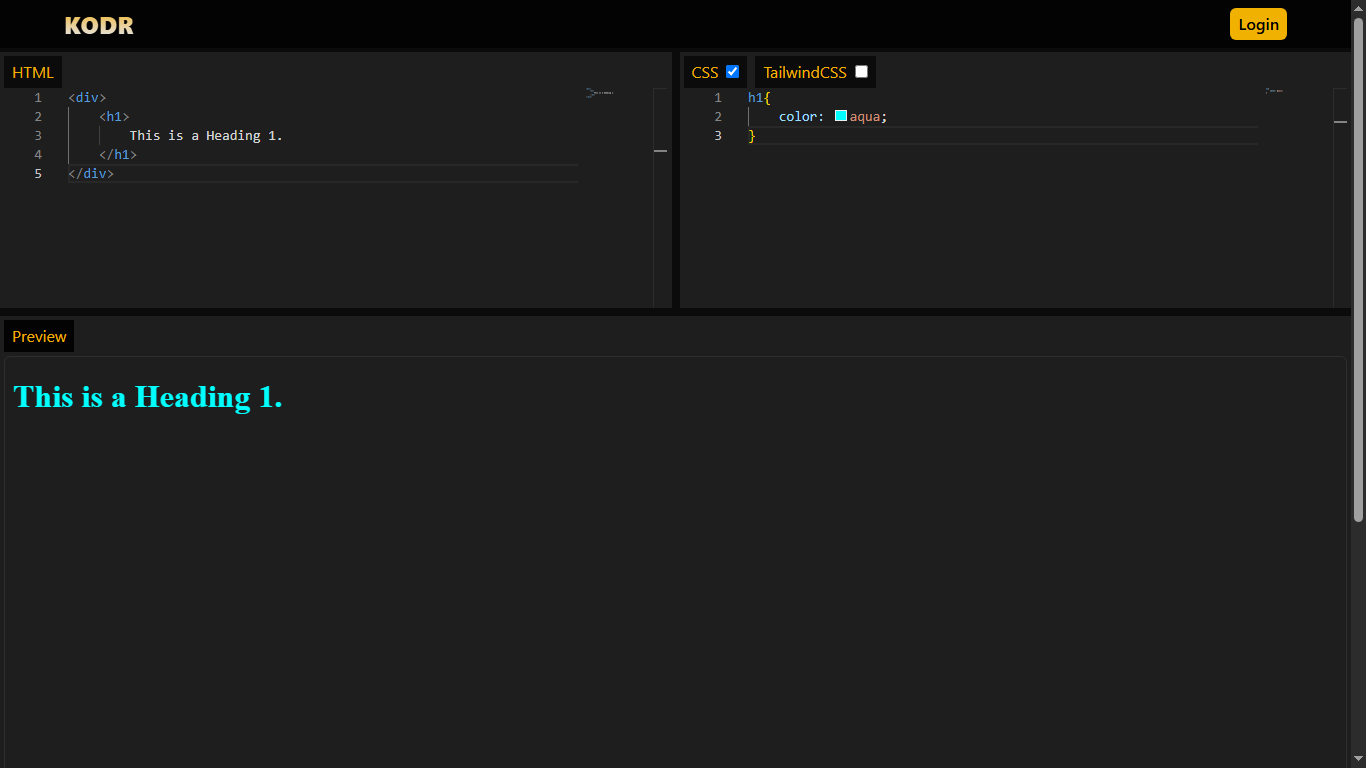 KODR
Login
HTML
1 <div>
2     <h1>
3         This is a Heading 1.
4     </h1>
5 </div>
CSS TailwindCSS
1 h1{
2     color: aqua;
3 }
Preview
This is a Heading 1.